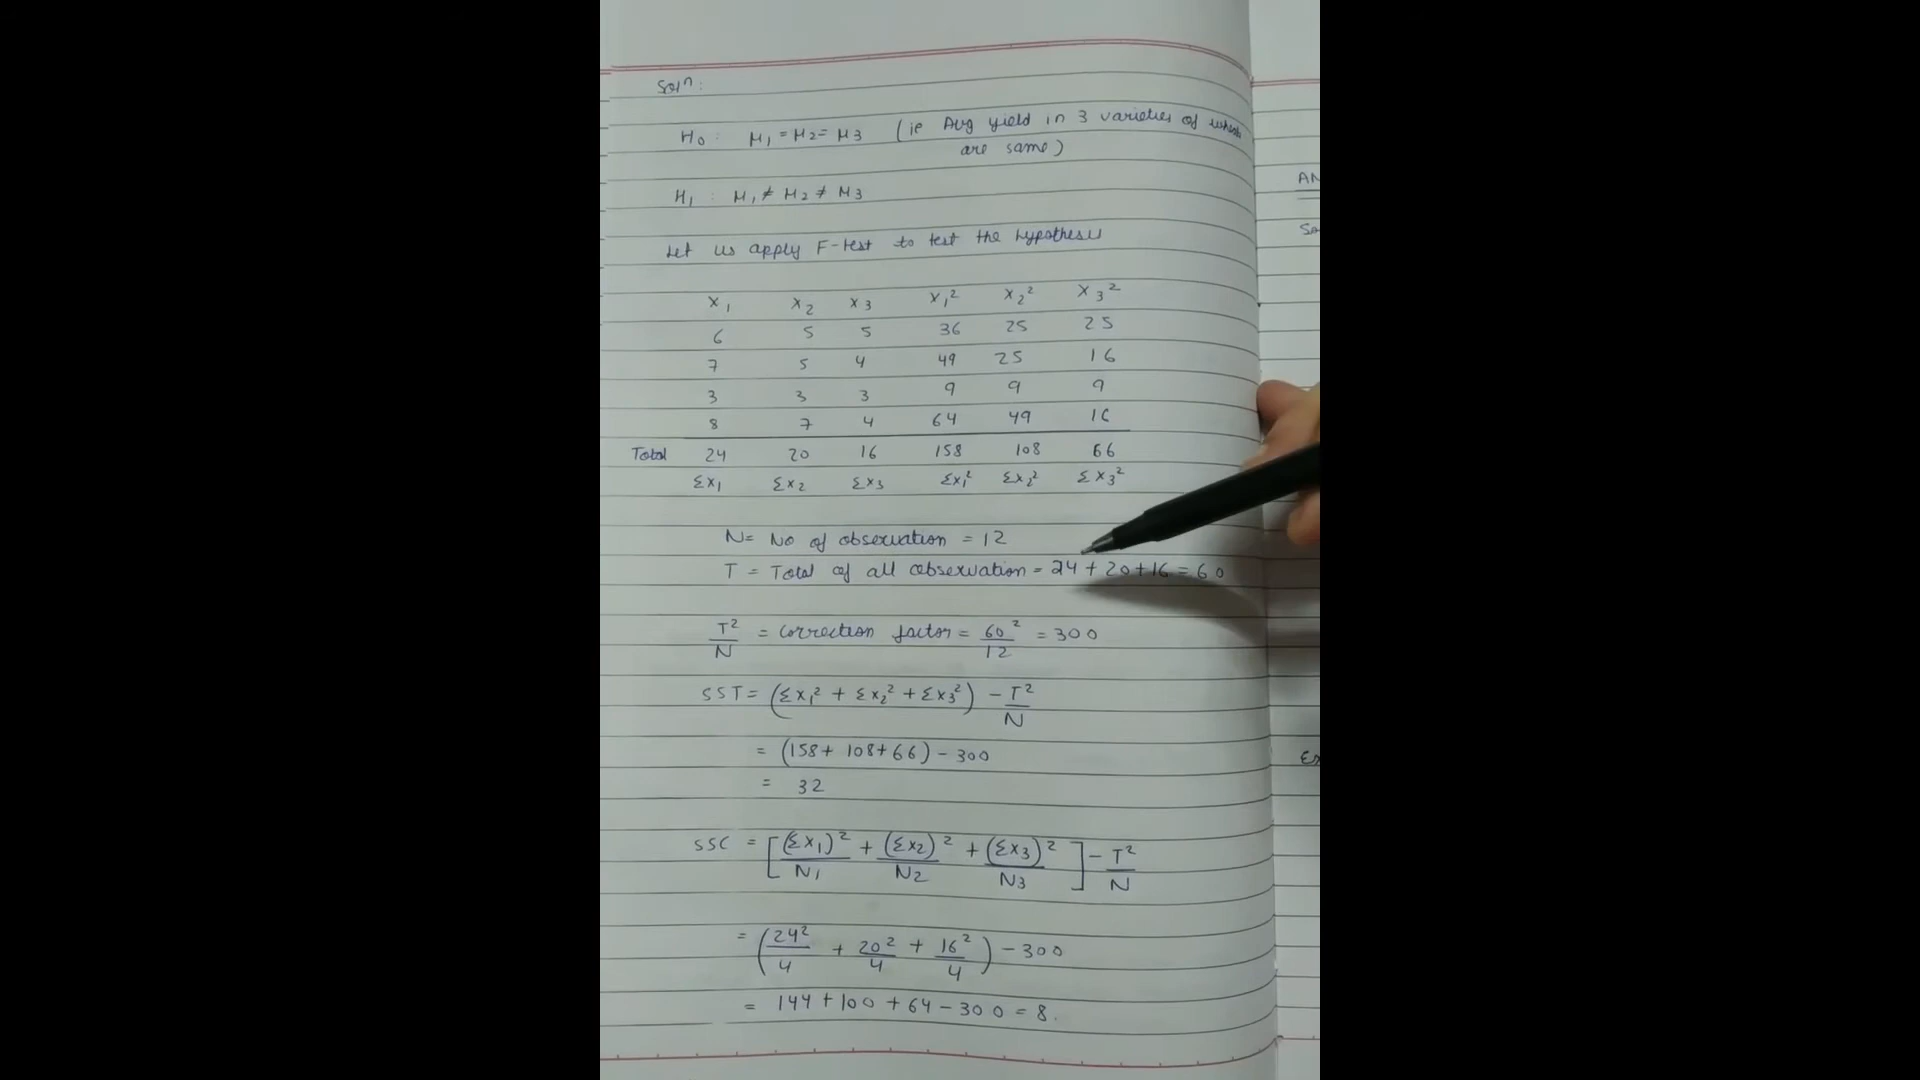 Soln:
H0: μ1 = μ2 = μ3 (ie Avg yield in 3 varieties of
are same)
H1: μ1 ≠ μ2 ≠ μ3
Let us apply F-test to test the hypothesis
X1 X2 X3 X1² X2² X3²
6 5 5 36 25 25
7 5 4 49 25 16
3 3 3 9 9 9
8 7 4 64 49 16
Total 24 20 16 158 108 66
Σx1 Σx2 Σx3 Σx1² Σx2² Σx3²
N = No of observation = 12
T = Total of all observation = 24+20+16 = 60
T²/N = correction factor = 60²/12 = 300
SST = (Σx1² + Σx2² + Σx3²) - T²/N
= (158 + 108 + 66) - 300
= 32
SSC = [(Σx1)²/N1 + (Σx2)²/N2 + (Σx3)²/N3] - T²/N
= (24²/4 + 20²/4 + 16²/4) - 300
= 144 + 100 + 64 - 300 = 8.